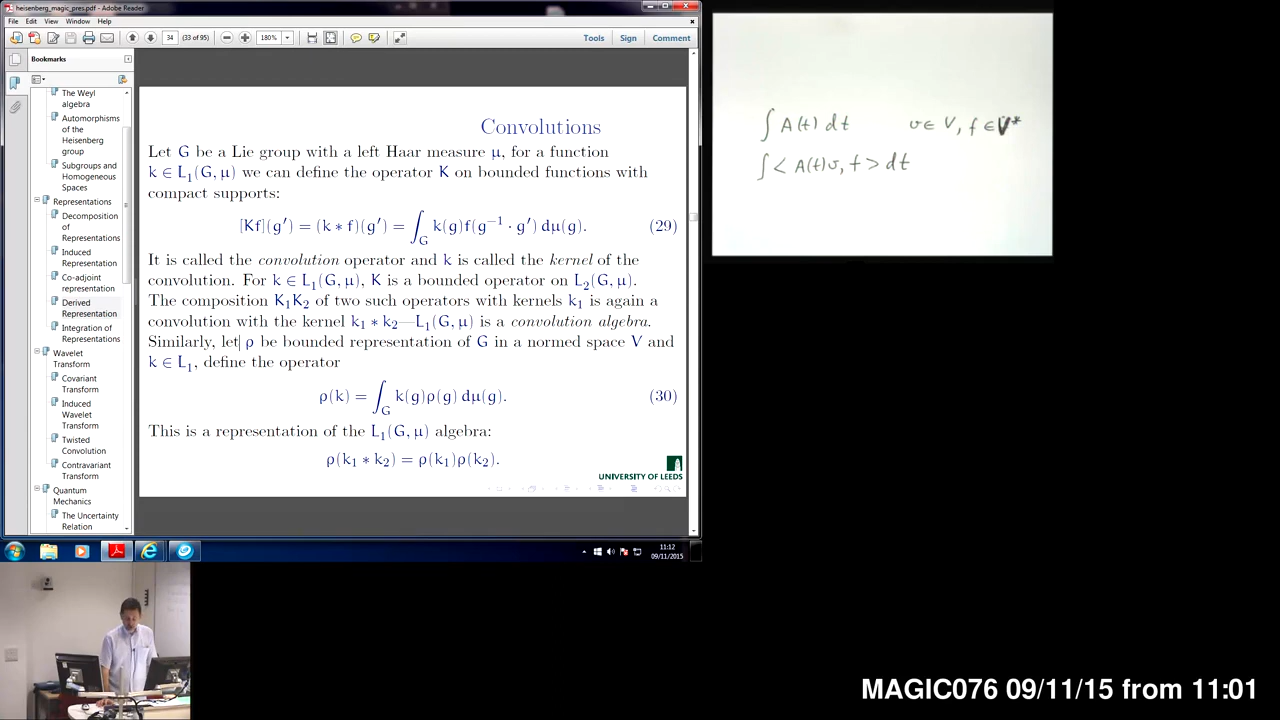 heisenberg_magic_pres.pdf - Adobe Reader
File Edit View Window Help
34 (33 of 95) 180% Tools Sign Comment
Bookmarks
The Weyl algebra
Automorphisms of the Heisenberg group
Subgroups and Homogeneous Spaces
Representations
Decomposition of Representations
Induced Representation
Co-adjoint representation
Derived Representation
Integration of Representations
Wavelet Transform
Covariant Transform
Induced Wavelet Transform
Twisted Convolution
Contravariant Transform
Quantum Mechanics
The Uncertainty Relation
Convolutions
Let G be a Lie group with a left Haar measure μ, for a function
k ∈ L₁(G, μ) we can define the operator K on bounded functions with
compact supports:
[Kf](g′) = (k ∗ f)(g′) = ∫_G k(g)f(g⁻¹ · g′) dμ(g). (29)
It is called the convolution operator and k is called the kernel of the
convolution. For k ∈ L₁(G, μ), K is a bounded operator on L₂(G, μ).
The composition K₁K₂ of two such operators with kernels k₁ is again a
convolution with the kernel k₁ ∗ k₂—L₁(G, μ) is a convolution algebra.
Similarly, let ρ be bounded representation of G in a normed space V and
k ∈ L₁, define the operator
ρ(k) = ∫_G k(g)ρ(g) dμ(g). (30)
This is a representation of the L₁(G, μ) algebra:
ρ(k₁ ∗ k₂) = ρ(k₁)ρ(k₂).
UNIVERSITY OF LEEDS
11:12
09/11/2015
∫ A(t) dt v ∈ V, f ∈ V*
∫ < A(t)v, f > dt
MAGIC076 09/11/15 from 11:01